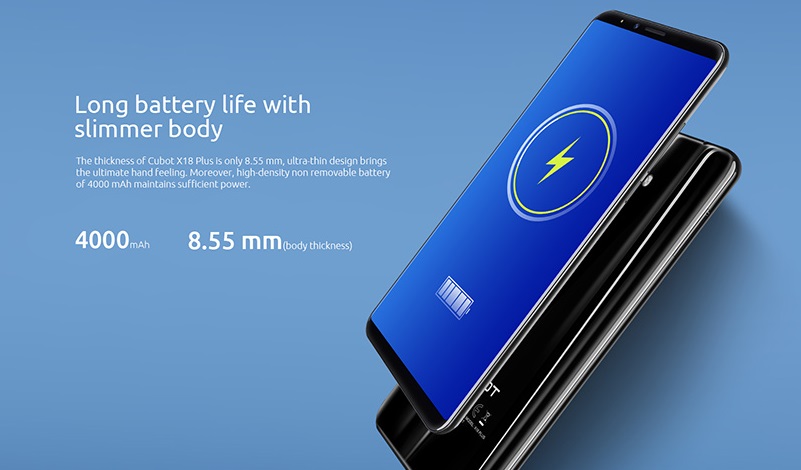 Long battery life with
slimmer body
The thickness of Cubot X18 Plus is only 8.55 mm, ultra-thin design brings
the ultimate hand feeling. Moreover, high-density non removable battery
of 4000 mAh maintains sufficient power.
4000mAh 8.55 mm(body thickness)
OT